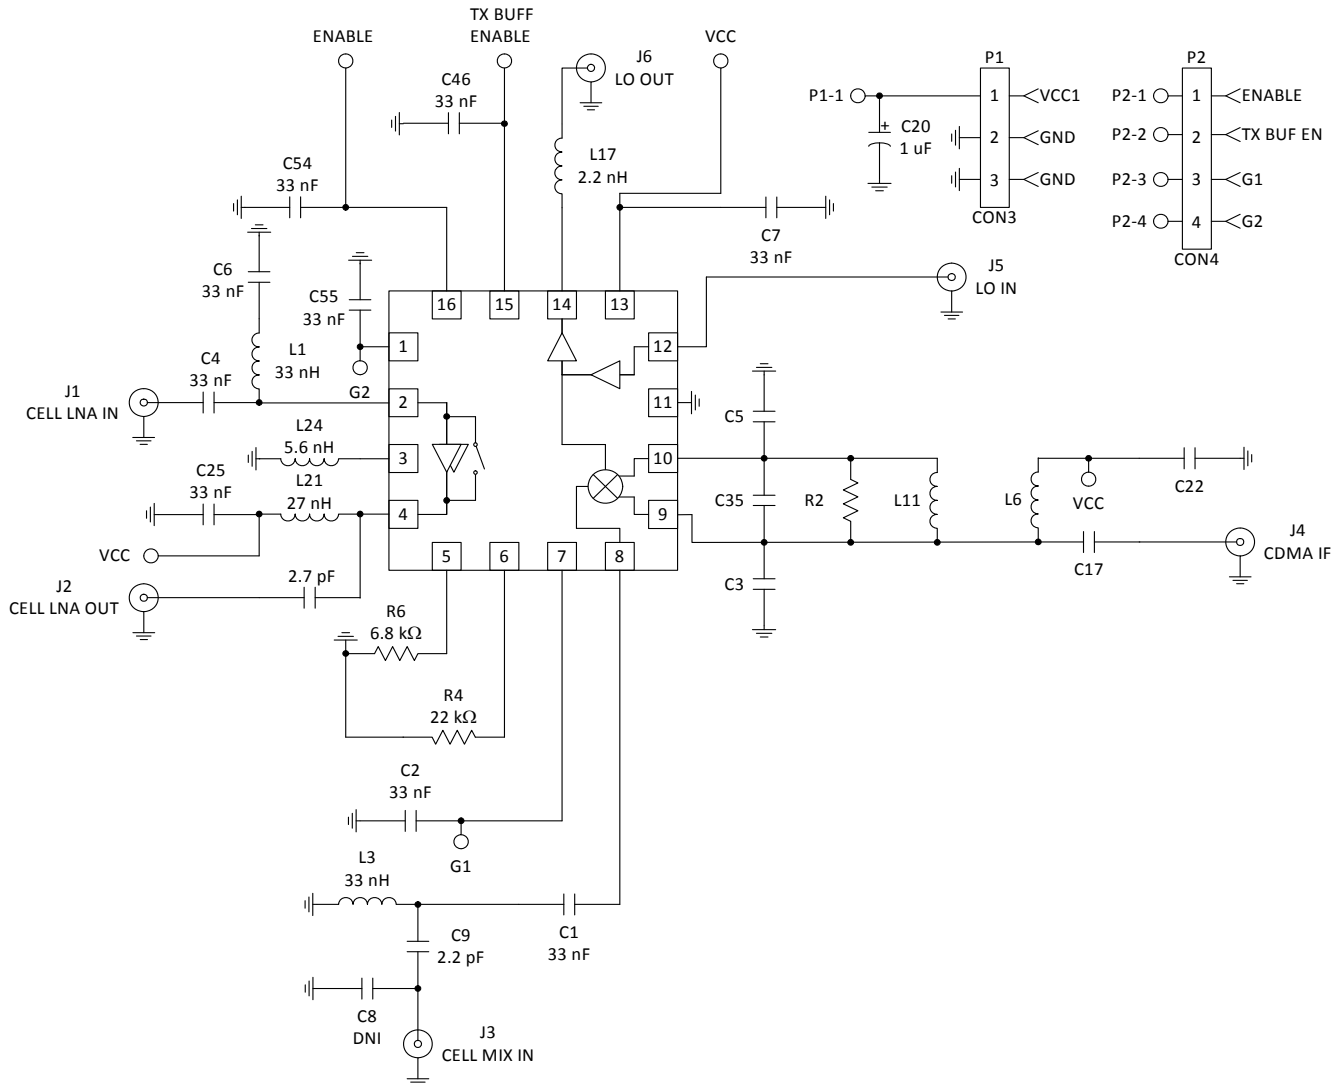 TX BUFF
ENABLE
ENABLE
VCC
J6
LO OUT
P1
P2
C46
33 nF
P1-1
1
VCC1
P2-1
1
ENABLE
+
C20
1 uF
2
GND
P2-2
2
TX BUF EN
L17
2.2 nH
C54
33 nF
3
GND
P2-3
3
G1
CON3
P2-4
4
G2
CON4
C7
33 nF
C6
33 nF
C55
33 nF
J5
LO IN
16
15
14
13
1
12
L1
33 nH
C4
33 nF
G2
J1
CELL LNA IN
2
11
C5
L24
5.6 nH
3
10
C25
33 nF
L21
27 nH
C35
R2
L11
L6
VCC
C22
4
9
VCC
J4
CDMA IF
C17
5
6
7
8
J2
CELL LNA OUT
2.7 pF
C3
R6
6.8 kΩ
R4
22 kΩ
C2
33 nF
G1
L3
33 nH
C1
33 nF
C9
2.2 pF
C8
DNI
J3
CELL MIX IN